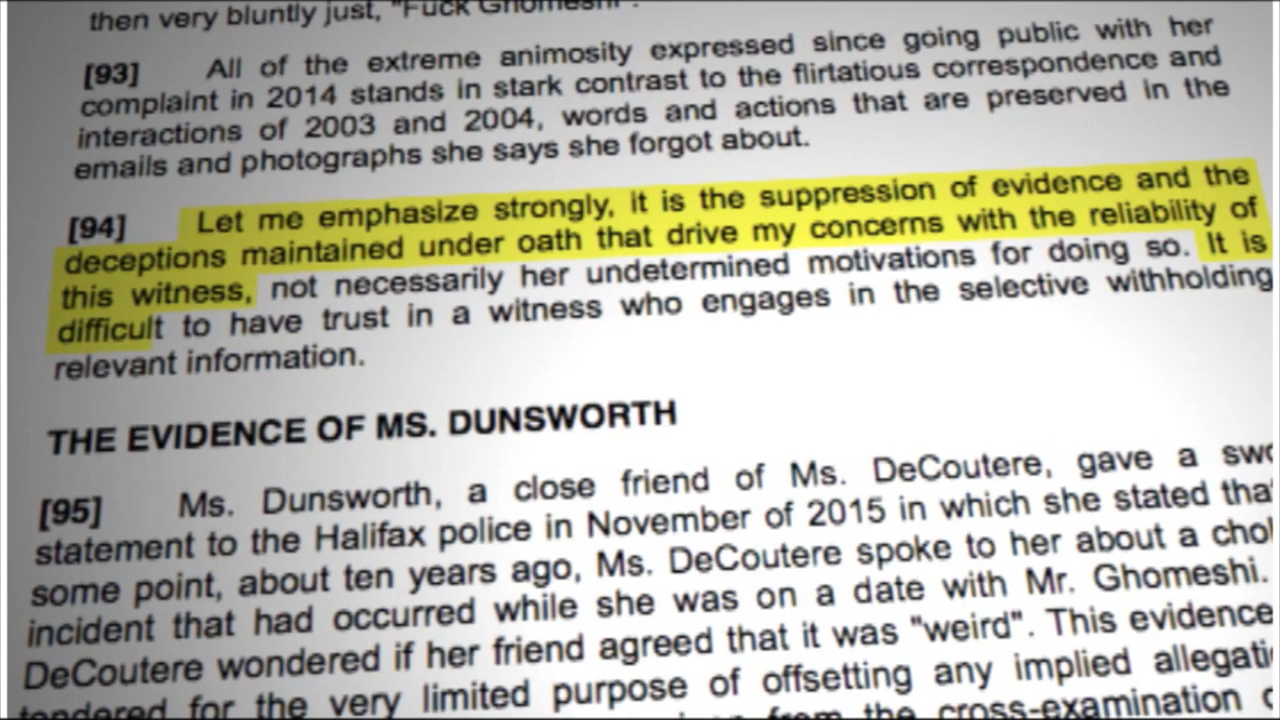 then very bluntly just, "Fuck Ghomeshi".
[93] All of the extreme animosity expressed since going public with her
complaint in 2014 stands in stark contrast to the flirtatious correspondence and
interactions of 2003 and 2004, words and actions that are preserved in the
emails and photographs she says she forgot about.
[94] Let me emphasize strongly, it is the suppression of evidence and the
deceptions maintained under oath that drive my concerns with the reliability of
this witness, not necessarily her undetermined motivations for doing so. It is
difficult to have trust in a witness who engages in the selective withholding
relevant information.
THE EVIDENCE OF MS. DUNSWORTH
[95] Ms. Dunsworth, a close friend of Ms. DeCoutere, gave a swo
statement to the Halifax police in November of 2015 in which she stated tha
some point, about ten years ago, Ms. DeCoutere spoke to her about a cho
incident that had occurred while she was on a date with Mr. Ghomeshi.
DeCoutere wondered if her friend agreed that it was "weird". This evidence
tendered for the very limited purpose of offsetting any implied allegati
from the cross-examination